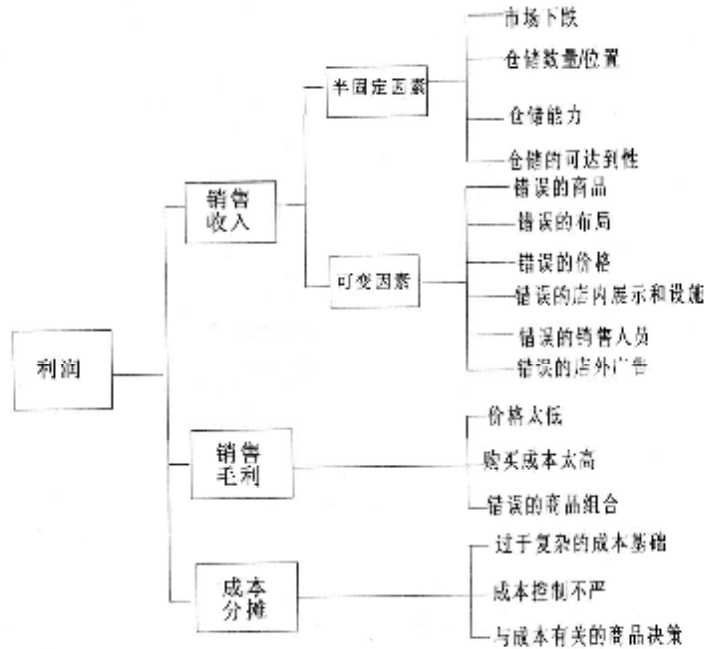 市场下跌
仓储数量/位置
半固定因素
仓储能力
仓储的可达到性
销售
收入
错误的商品
错误的布局
可变因素
错误的价格
错误的店内展示和设施
错误的销售人员
错误的店外广告
利润
价格太低
销售
毛利
购买成本太高
错误的商品组合
过于复杂的成本基础
成本
分摊
成本控制不严
与成本有关的商品决策